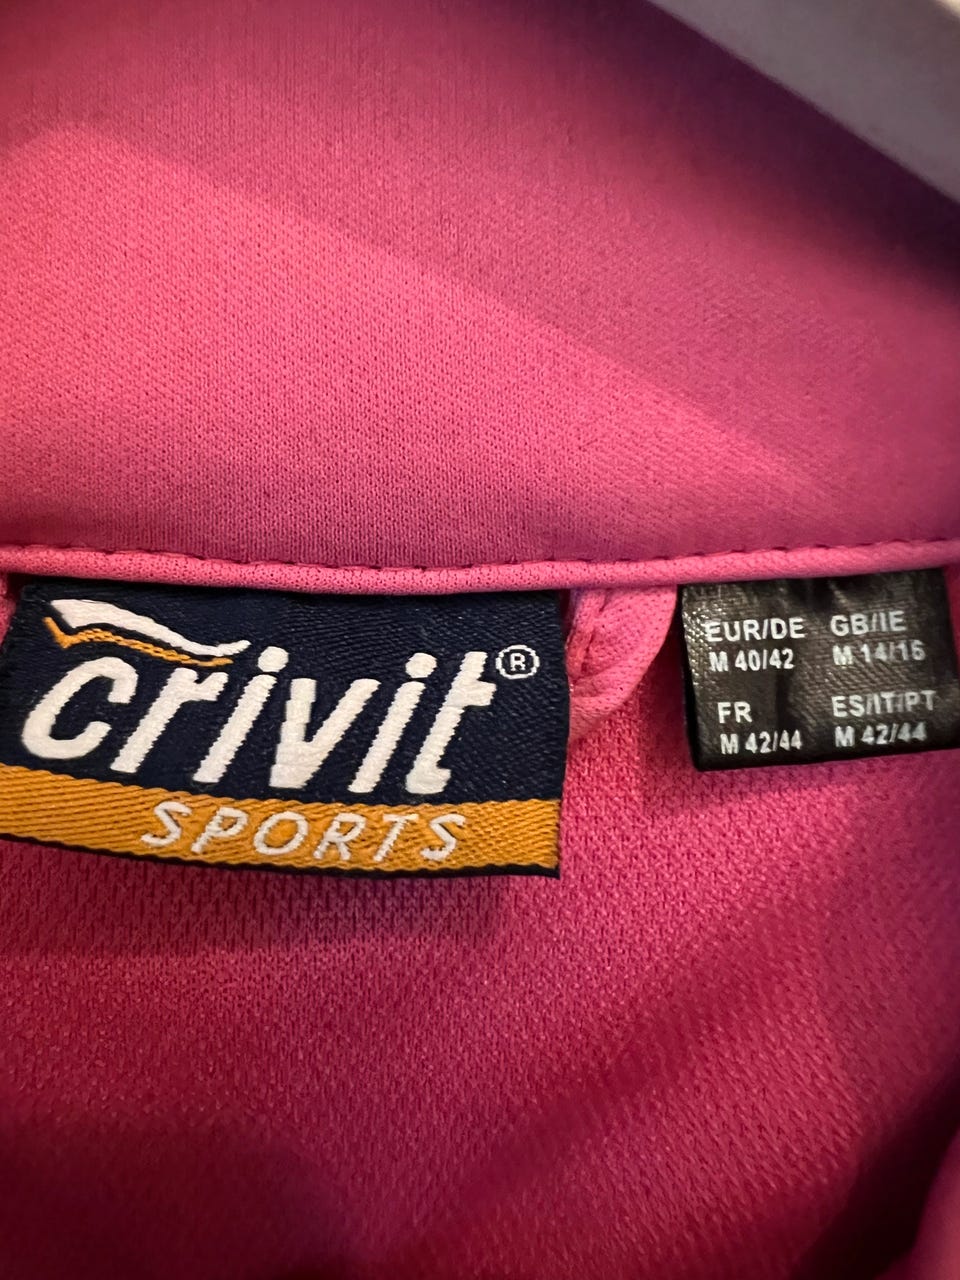 crivit®
SPORTS
EUR/DE GB/IE
M 40/42 M 14/16
FR ES/IT/PT
M 42/44 M 42/44